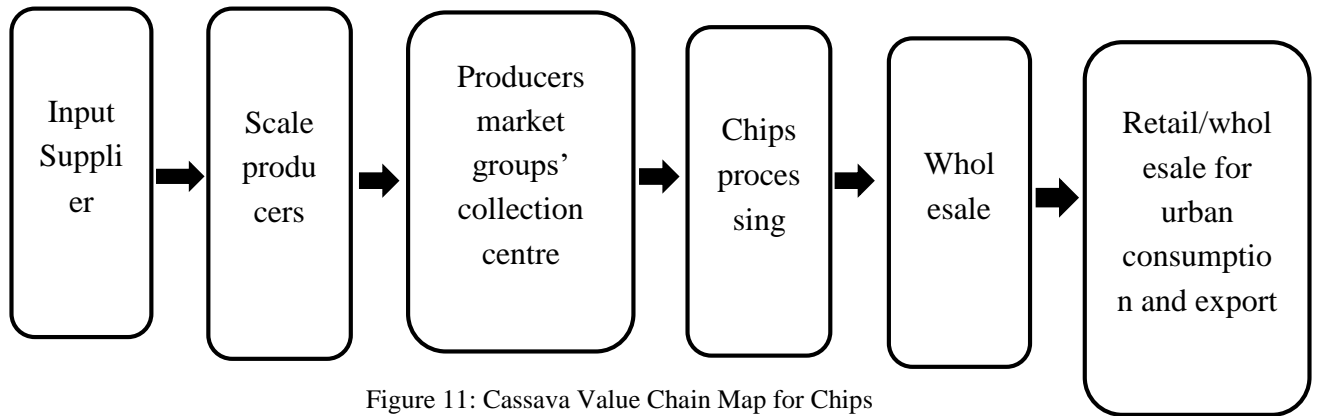 Input
Suppli
er
Scale
produ
cers
Producers
market
groups’
collection
centre
Chips
proces
sing
Whol
esale
Retail/whol
esale for
urban
consumptio
n and export
Figure 11: Cassava Value Chain Map for Chips